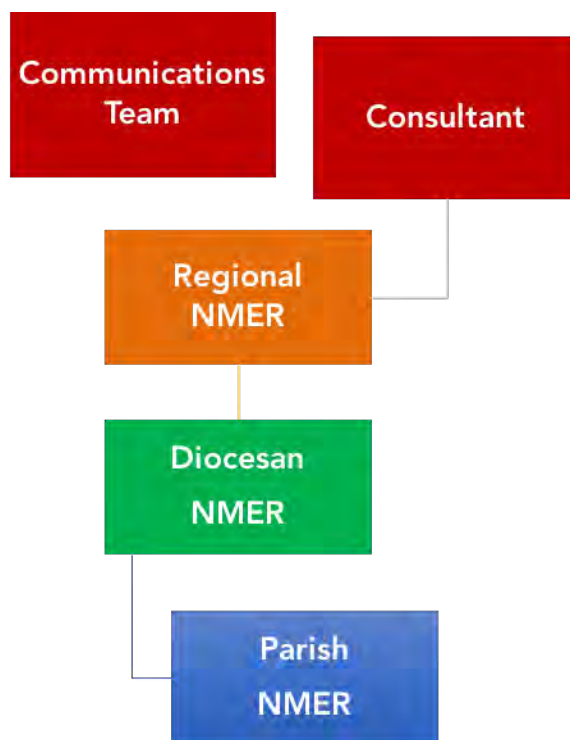 Communications
Team
Consultant
Regional
NMER
Diocesan
NMER
Parish
NMER